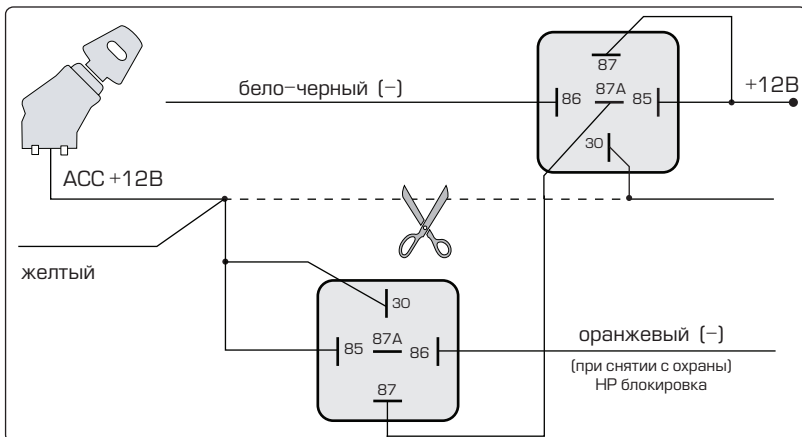 87
бело-черный (-)
86
87A
85
+12В
30
ACC +12В
желтый
30
85
87A
86
оранжевый (-)
(при снятии с охраны)
НР блокировка
87